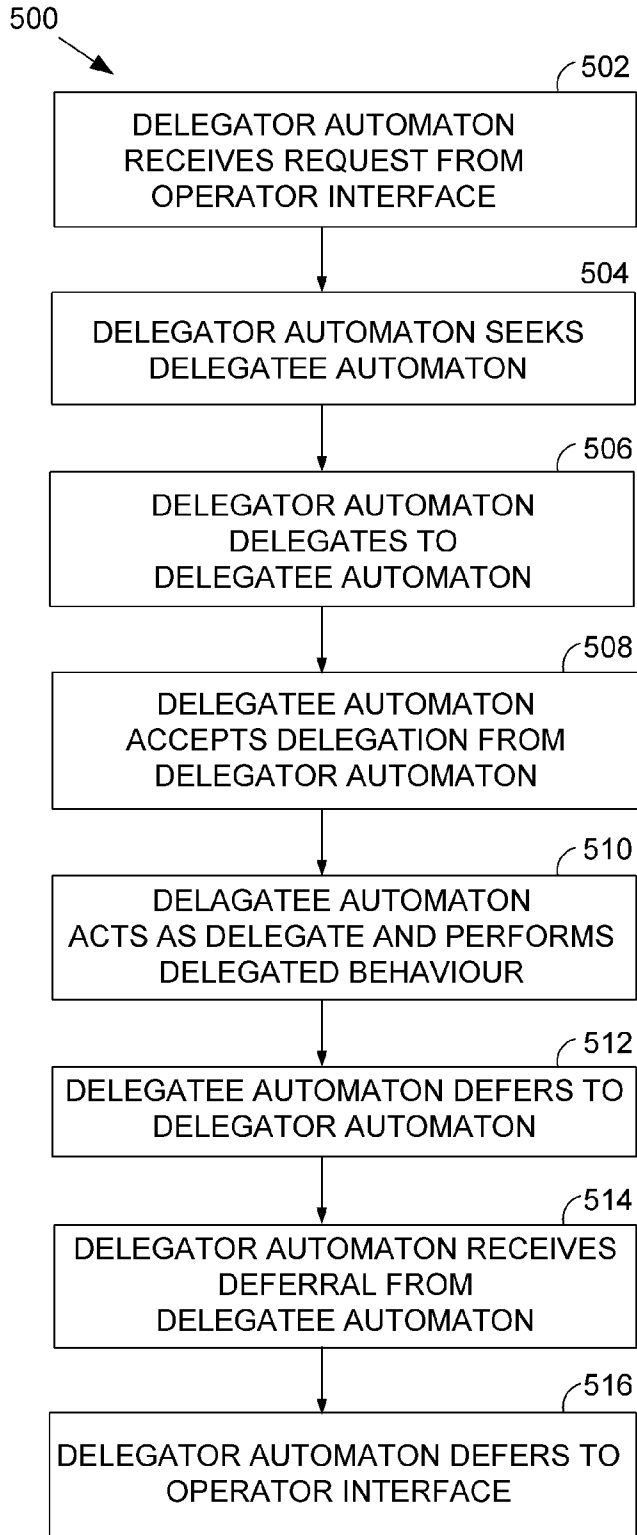 500
502
DELEGATOR AUTOMATON
RECEIVES REQUEST FROM
OPERATOR INTERFACE
504
DELEGATOR AUTOMATON SEEKS
DELEGATEE AUTOMATON
506
DELEGATOR AUTOMATON
DELEGATES TO
DELEGATEE AUTOMATON
508
DELEGATEE AUTOMATON
ACCEPTS DELEGATION FROM
DELEGATOR AUTOMATON
510
DELAGATEE AUTOMATON
ACTS AS DELEGATE AND PERFORMS
DELEGATED BEHAVIOUR
512
DELEGATEE AUTOMATON DEFERS TO
DELEGATOR AUTOMATON
514
DELEGATOR AUTOMATON RECEIVES
DEFERRAL FROM
DELEGATEE AUTOMATON
516
DELEGATOR AUTOMATON DEFERS TO
OPERATOR INTERFACE